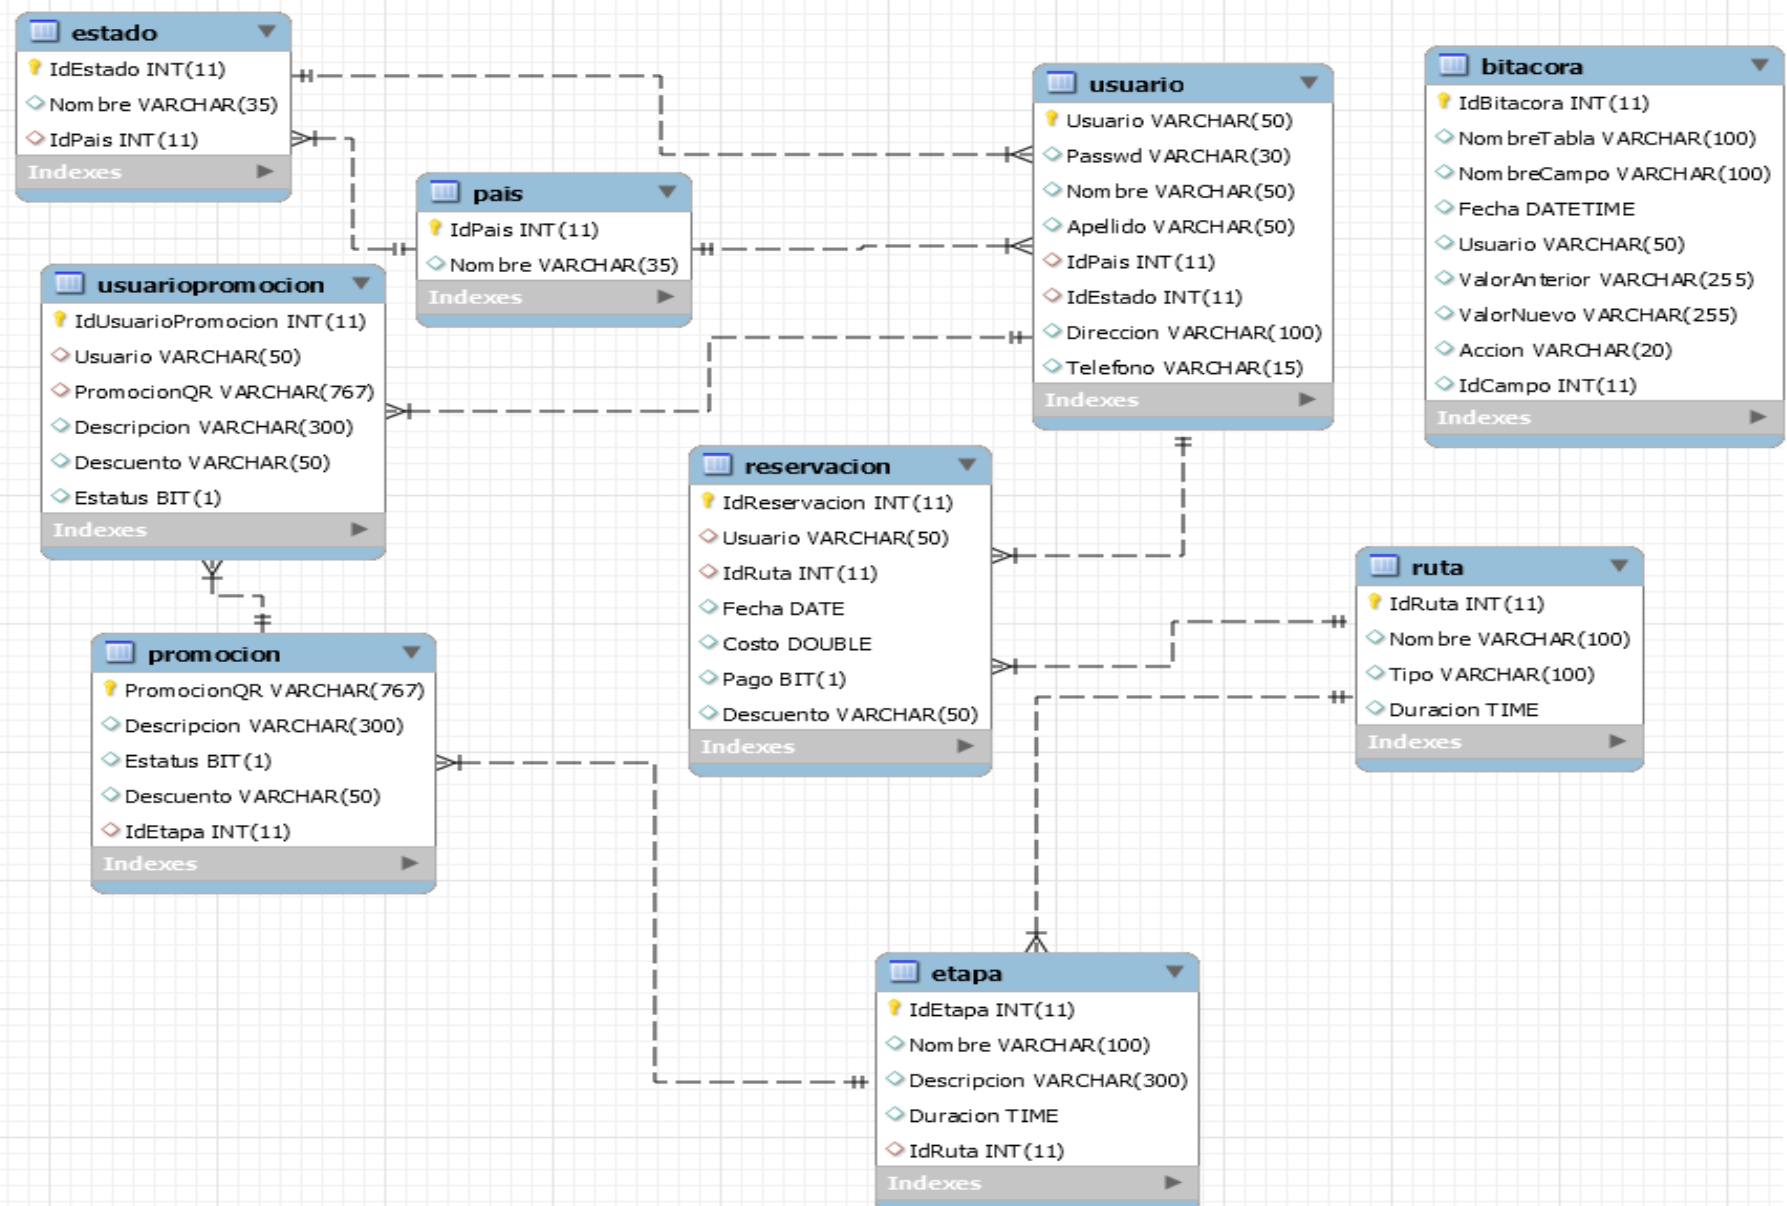 estado
IdEstado INT(11)
Nombre VARCHAR(35)
IdPais INT(11)
Indexes
pais
IdPais INT(11)
Nombre VARCHAR(35)
Indexes
usuario
Usuario VARCHAR(50)
Passwd VARCHAR(30)
Nombre VARCHAR(50)
Apellido VARCHAR(50)
IdPais INT(11)
IdEstado INT(11)
Direccion VARCHAR(100)
Telefono VARCHAR(15)
Indexes
bitacora
IdBitacora INT(11)
NombreTabla VARCHAR(100)
NombreCampo VARCHAR(100)
Fecha DATETIME
Usuario VARCHAR(50)
ValorAnterior VARCHAR(255)
ValorNuevo VARCHAR(255)
Accion VARCHAR(20)
IdCampo INT(11)
Indexes
usuariopromocion
IdUsuarioPromocion INT(11)
Usuario VARCHAR(50)
PromocionQR VARCHAR(767)
Descripcion VARCHAR(300)
Descuento VARCHAR(50)
Estatus BIT(1)
Indexes
reservacion
IdReservacion INT(11)
Usuario VARCHAR(50)
IdRuta INT(11)
Fecha DATE
Costo DOUBLE
Pago BIT(1)
Descuento VARCHAR(50)
Indexes
ruta
IdRuta INT(11)
Nombre VARCHAR(100)
Tipo VARCHAR(100)
Duracion TIME
Indexes
promocion
PromocionQR VARCHAR(767)
Descripcion VARCHAR(300)
Estatus BIT(1)
Descuento VARCHAR(50)
IdEtapa INT(11)
Indexes
etapa
IdEtapa INT(11)
Nombre VARCHAR(100)
Descripcion VARCHAR(300)
Duracion TIME
IdRuta INT(11)
Indexes